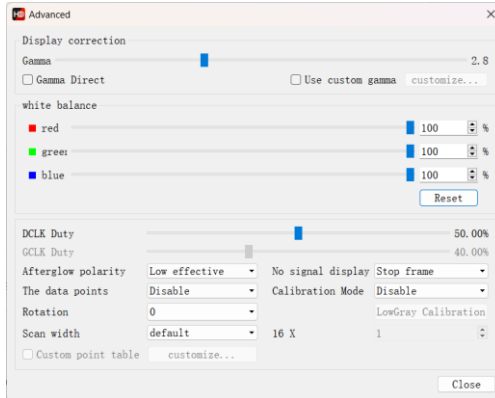 HD Advanced
Display correction
Gamma 2.8
Gamma Direct Use custom gamma customize...
white balance
red 100 %
green 100 %
blue 100 %
Reset
DCLK Duty 50.00%
GCLK Duty 40.00%
Afterglow polarity Low effective No signal display Stop frame
The data points Disable Calibration Mode Disable
Rotation 0 LowGray Calibration
Scan width default 16 X 1
Custom point table customize...
Close